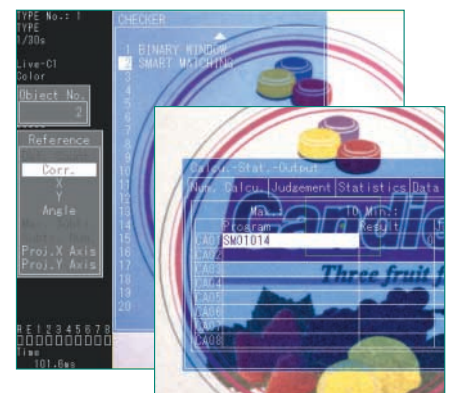 TYPE No.: 1
TYPE
1/30s
Live-C1
Color
Object No.
2
Reference
Corr.
X
Y
Angle
Proj.X Axis
Proj.Y Axis
R E 1 2 3 4 5 6 7 8
Time
101.6ms
CHECKER
1 BINARY WINDOW
2 SMART MATCHING
3
4
5
6
7
8
9
10
11
12
13
14
15
16
17
18
19
20
Calcu.-Stat.-Output
Num. Calcu. Judgement Statistics Data
Max.: 10 Min.:
Program Result
CA01 SM01014
CA02
CA03
CA04
CA05
CA06
CA07
CA08
Candie
Three fruit f